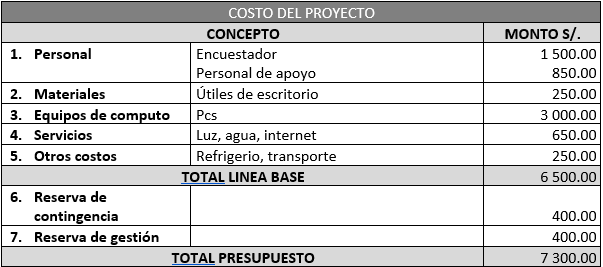 COSTO DEL PROYECTO
CONCEPTO MONTO S/.
1. Personal Encuestador 1 500.00
Personal de apoyo 850.00
2. Materiales Útiles de escritorio 250.00
3. Equipos de computo Pcs 3 000.00
4. Servicios Luz, agua, internet 650.00
5. Otros costos Refrigerio, transporte 250.00
TOTAL LINEA BASE 6 500.00
6. Reserva de
contingencia 400.00
7. Reserva de gestión 400.00
TOTAL PRESUPUESTO 7 300.00